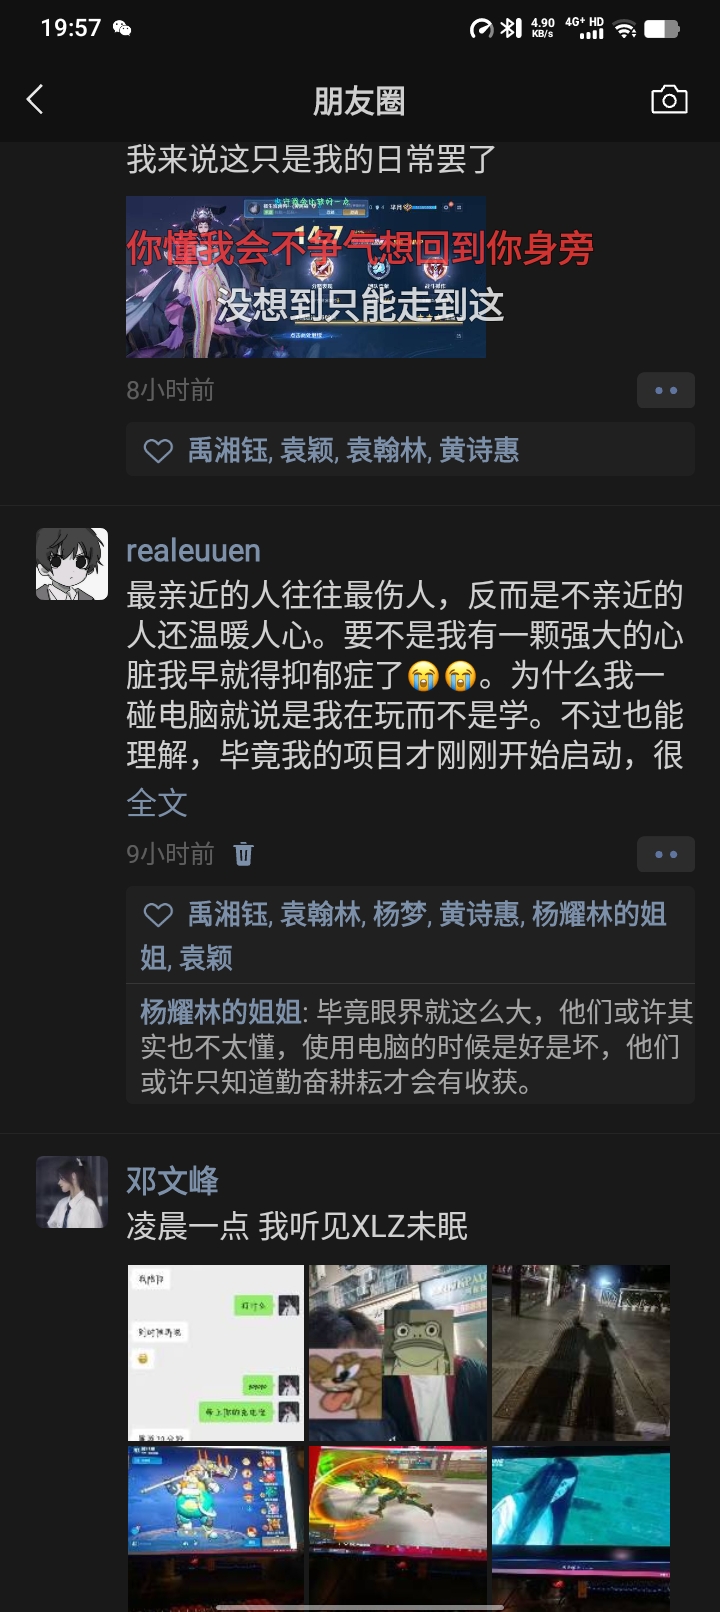 19:57
4.90 KB/s 4G+ HD
朋友圈
我来说这只是我的日常罢了
14.7
你懂我会不争气想回到你身旁
没想到只能走到这
8小时前
禹湘钰, 袁颖, 袁翰林, 黄诗惠
realeuuen
最亲近的人往往最伤人，反而是不亲近的
人还温暖人心。要不是我有一颗强大的心
脏我早就得抑郁症了😭😭。为什么我一
碰电脑就说是我在玩而不是学。不过也能
理解，毕竟我的项目才刚刚开始启动，很
全文
9小时前
禹湘钰, 袁翰林, 杨梦, 黄诗惠, 杨耀林的姐
姐, 袁颖
杨耀林的姐姐: 毕竟眼界就这么大，他们或许其
实也不太懂，使用电脑的时候是好是坏，他们
或许只知道勤奋耕耘才会有收获。
邓文峰
凌晨一点 我听见XLZ未眠